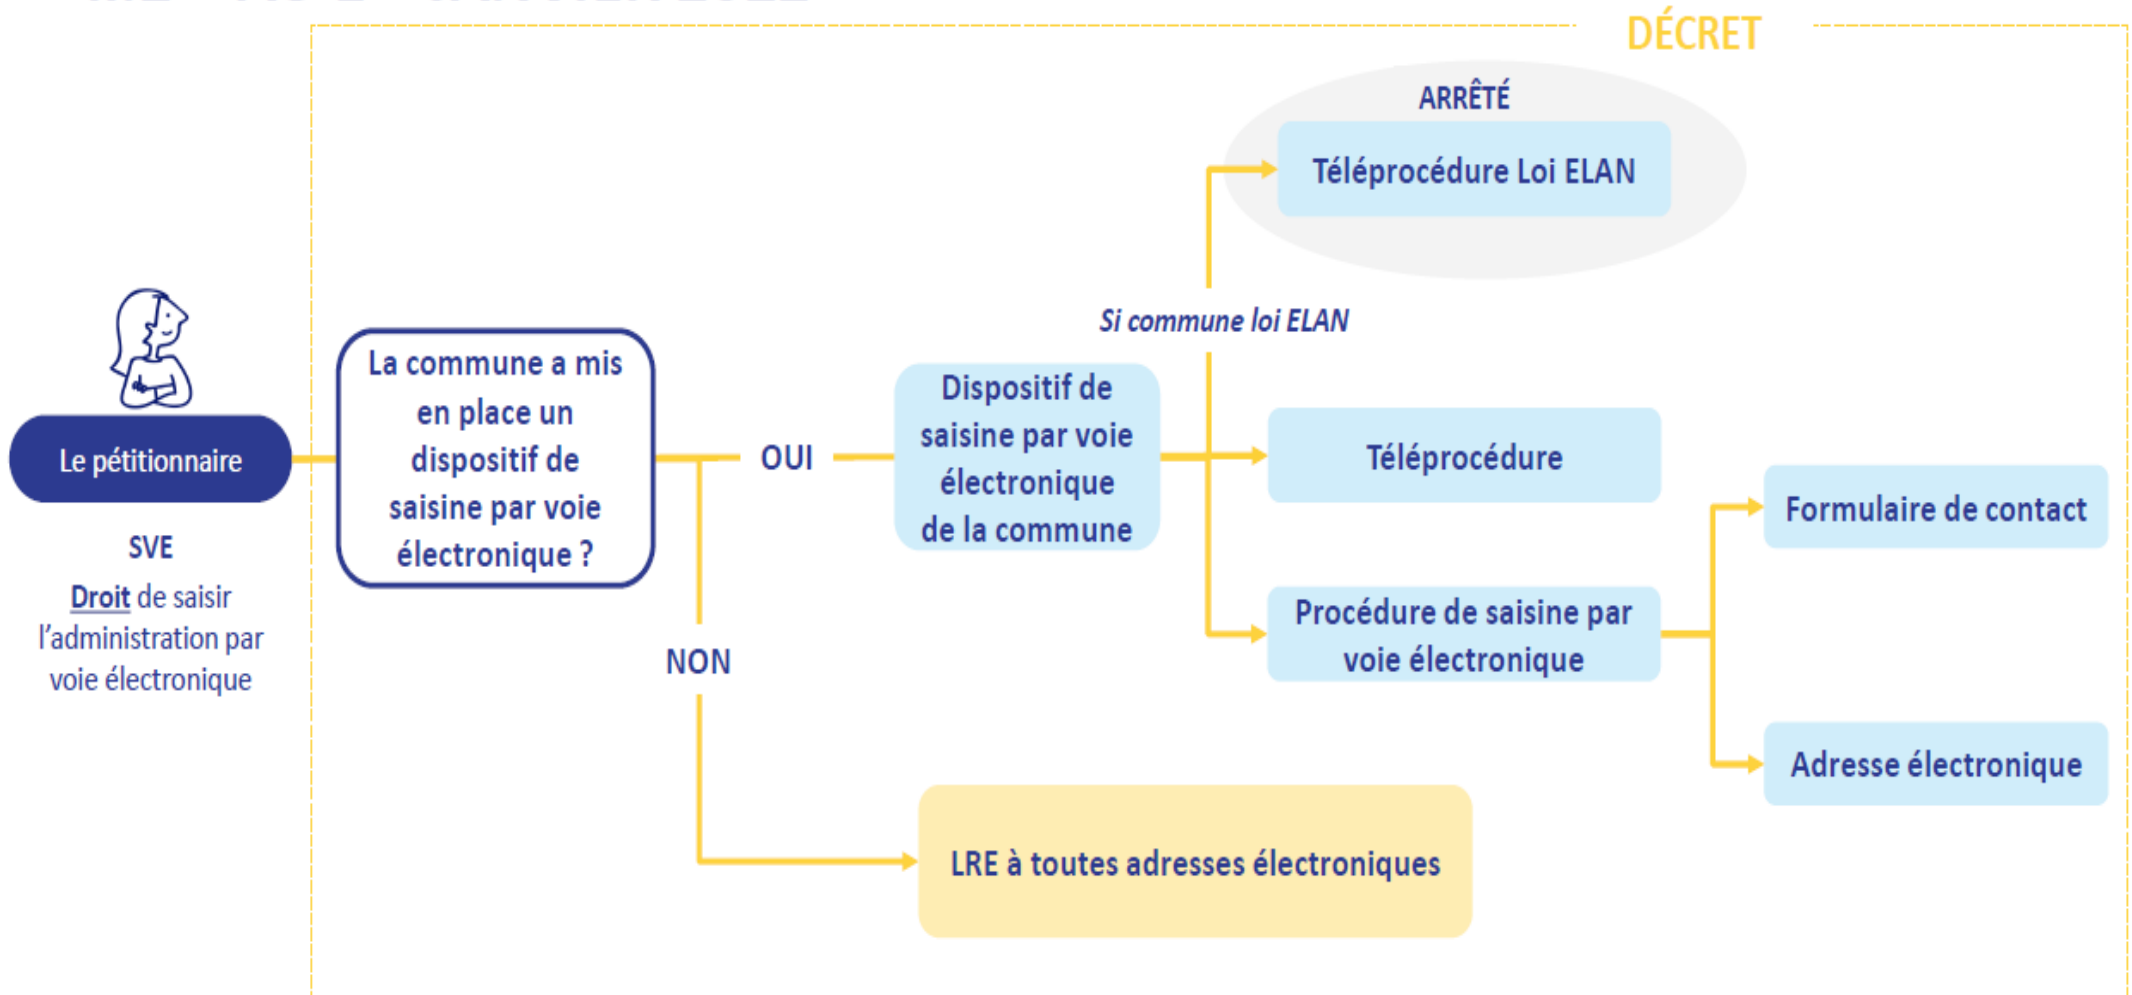 DÉCRET
ARRÊTÉ
Téléprocédure Loi ELAN
Si commune loi ELAN
La commune a mis
en place un
dispositif de
saisine par voie
électronique ?
Le pétitionnaire
SVE
Droit de saisir
l'administration par
voie électronique
OUI
NON
Dispositif de
saisine par voie
électronique
de la commune
Téléprocédure
Procédure de saisine par
voie électronique
Formulaire de contact
Adresse électronique
LRE à toutes adresses électroniques